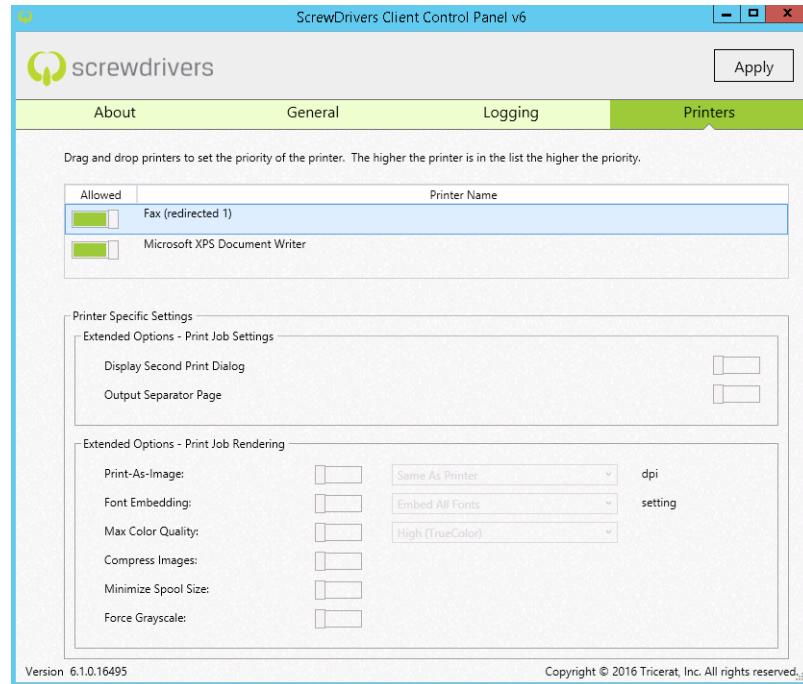 ScrewDrivers Client Control Panel v6
screwdrivers
Apply
About General Logging Printers
Drag and drop printers to set the priority of the printer. The higher the printer is in the list the higher the priority.
Allowed Printer Name
Fax (redirected 1)
Microsoft XPS Document Writer
Printer Specific Settings
Extended Options - Print Job Settings
Display Second Print Dialog
Output Separator Page
Extended Options - Print Job Rendering
Print-As-Image: Same As Printer dpi
Font Embedding: Embed All Fonts setting
Max Color Quality: High (TrueColor)
Compress Images:
Minimize Spool Size:
Force Grayscale:
Version 6.1.0.16495 Copyright © 2016 Tricerat, Inc. All rights reserved.